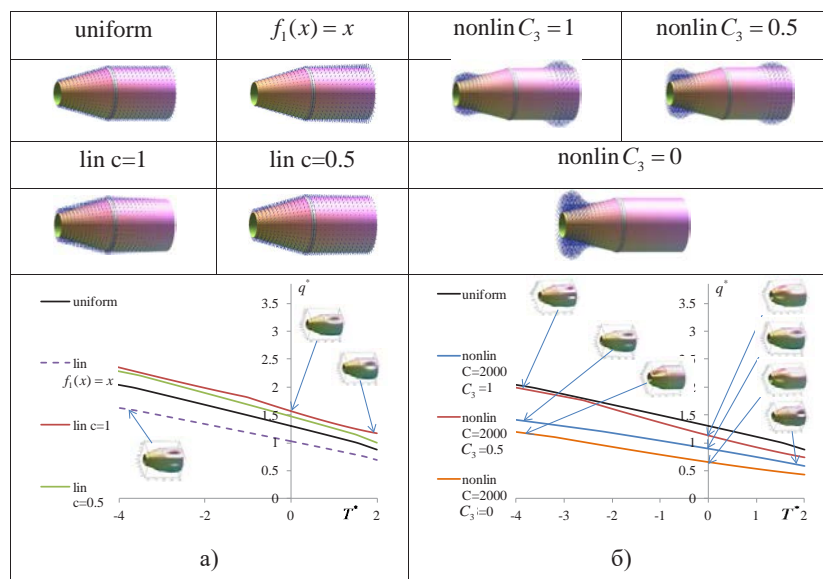 uniform
f₁(x) = x
nonlin C₃ = 1
nonlin C₃ = 0.5
lin c=1
lin c=0.5
nonlin C₃ = 0
uniform
lin
f₁(x) = x
lin c=1
lin
c=0.5
q*
3.5
3
2.5
2
1.5
1
0.5
0
-4
-2
0
T*
2
а)
uniform
nonlin
C=2000
C₃ =1
nonlin
C=2000
C₃ =0.5
nonlin
C=2000
C₃ =0
q*
3.5
3
2.5
2
1.5
1
0.5
0
-4
-3
-2
-1
0
1
T*
2
б)